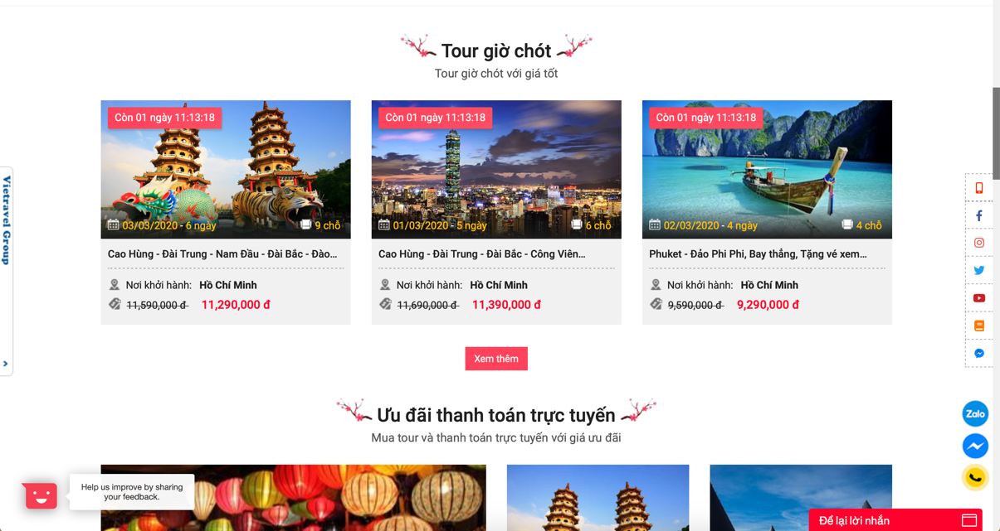 Tour giờ chót
Tour giờ chót với giá tốt
Còn 01 ngày 11:13:18
03/03/2020 - 6 ngày
9 chỗ
Cao Hùng - Đài Trung - Nam Đầu - Đài Bắc - Đào...
Nơi khởi hành: Hồ Chí Minh
11,590,000 đ 11,290,000 đ
Còn 01 ngày 11:13:18
01/03/2020 - 5 ngày
6 chỗ
Cao Hùng - Đài Trung - Đài Bắc - Công Viên...
Nơi khởi hành: Hồ Chí Minh
11,690,000 đ 11,390,000 đ
Còn 01 ngày 11:13:18
02/03/2020 - 4 ngày
4 chỗ
Phuket - Đảo Phi Phi, Bay thẳng, Tặng vé xem...
Nơi khởi hành: Hồ Chí Minh
9,590,000 đ 9,290,000 đ
Xem thêm
Ưu đãi thanh toán trực tuyến
Mua tour và thanh toán trực tuyến với giá ưu đãi
Vietravel Group
Zalo
Help us improve by sharing
your feedback.
Để lại lời nhắn